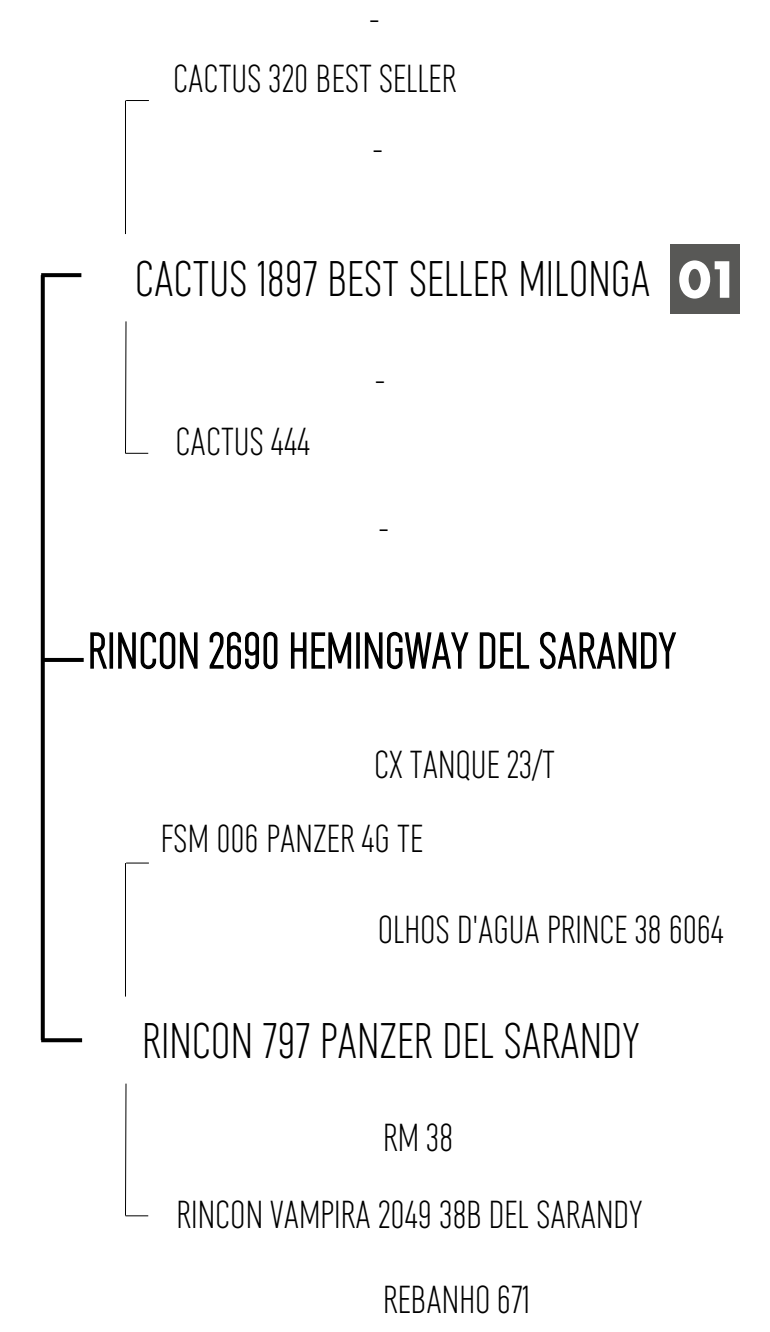 -
CACTUS 320 BEST SELLER
-
CACTUS 1897 BEST SELLER MILONGA 01
-
CACTUS 444
-
RINCON 2690 HEMINGWAY DEL SARANDY
CX TANQUE 23/T
FSM 006 PANZER 4G TE
OLHOS D'AGUA PRINCE 38 6064
RINCON 797 PANZER DEL SARANDY
RM 38
RINCON VAMPIRA 2049 38B DEL SARANDY
REBANHO 671